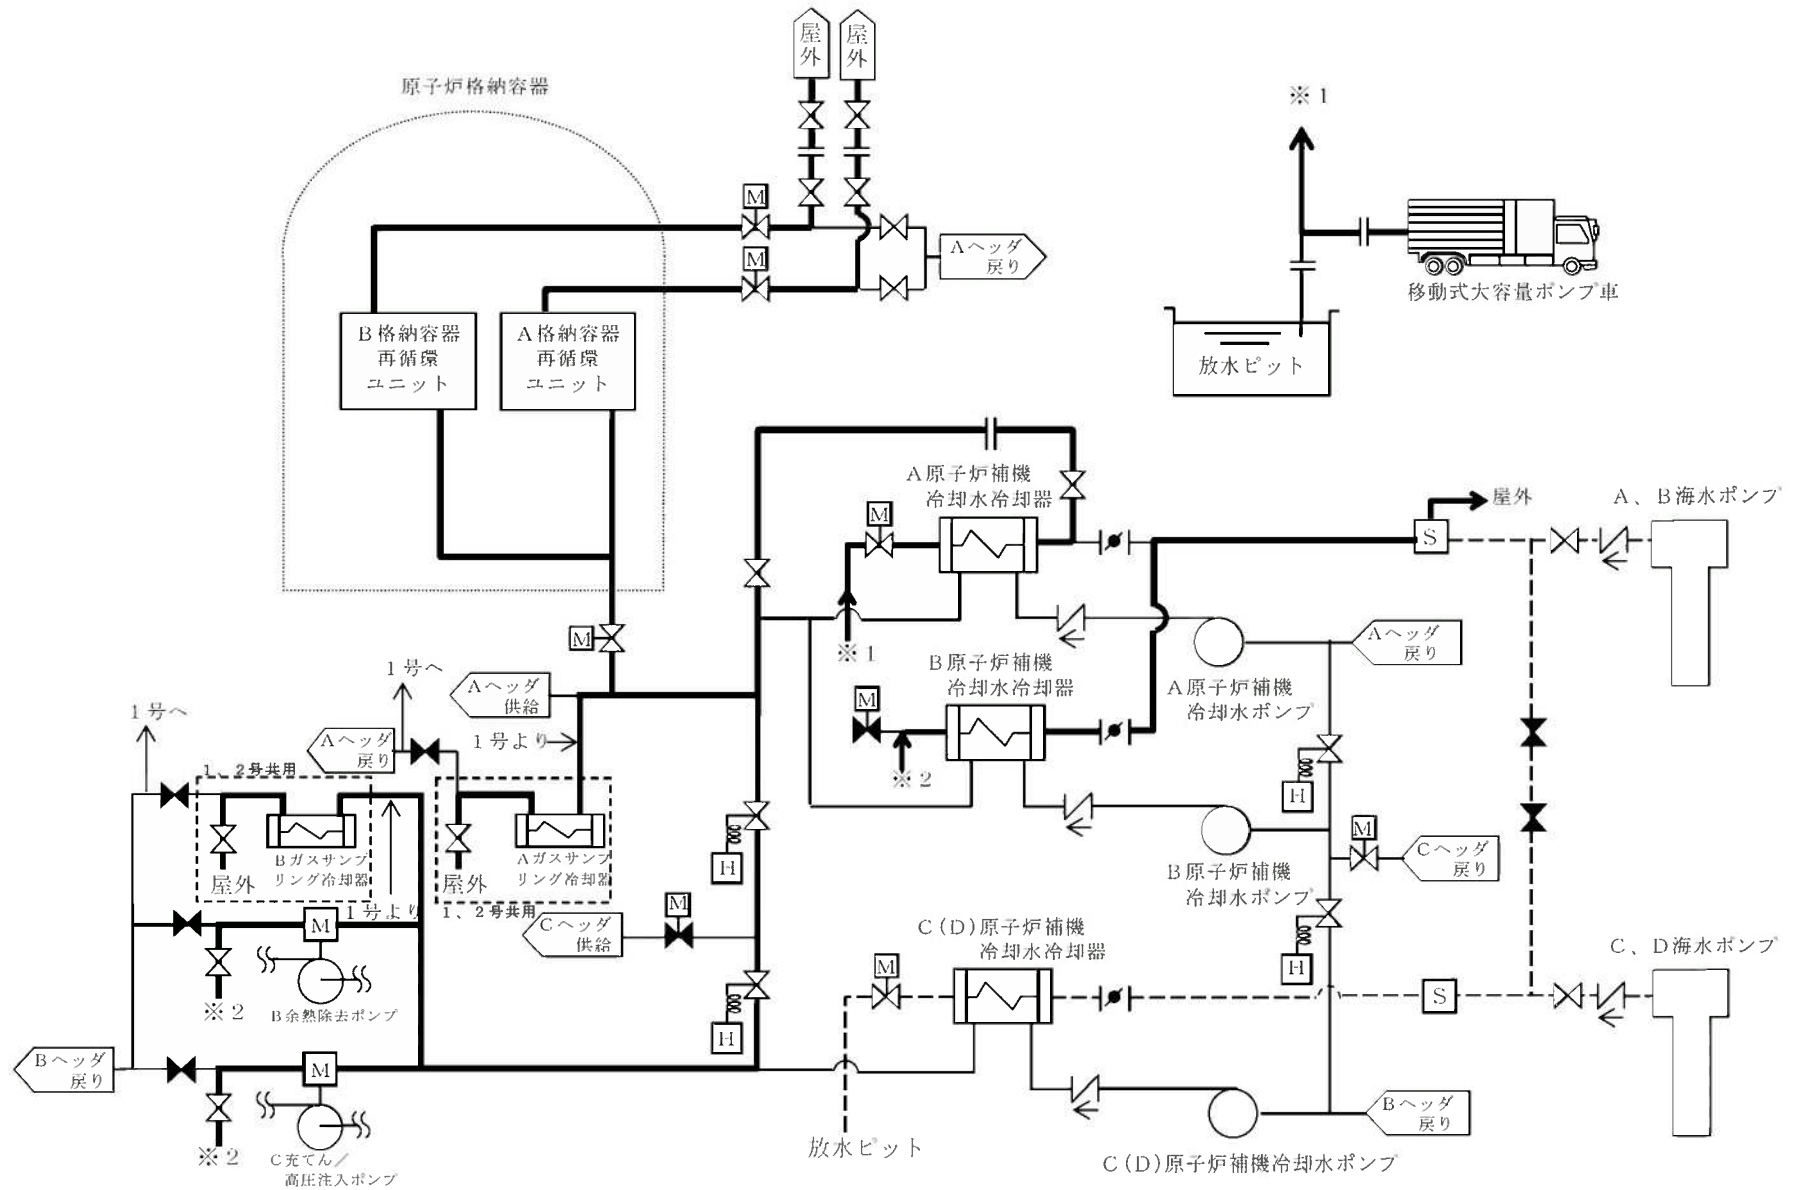 屋
外
屋
外
原子炉格納容器
※1
M
M
Aヘッダ
戻り
移動式大容量ポンプ車
B格納容器
再循環
ユニット
A格納容器
再循環
ユニット
放水ピット
A原子炉補機
冷却水冷却器
M
屋外
A、B海水ポンプ
S
M
※1
Aヘッダ
戻り
1号へ
Aヘッダ
供給
B原子炉補機
冷却水冷却器
M
A原子炉補機
冷却水ポンプ
1号へ
1号より
Aヘッダ
戻り
※2
1、2号共用
H
Bガスサンプ
リング冷却器
屋外
Aガスサンプ
リング冷却器
屋外
1、2号共用
H
M
Cヘッダ
戻り
B原子炉補機
冷却水ポンプ
1号より
M
M
Cヘッダ
供給
C(D)原子炉補機
冷却水冷却器
M
H
C、D海水ポンプ
S
※2
B余熱除去ポンプ
H
Bヘッダ
戻り
M
※2
C充てん/
高圧注入ポンプ
放水ピット
Bヘッダ
戻り
C(D)原子炉補機冷却水ポンプ